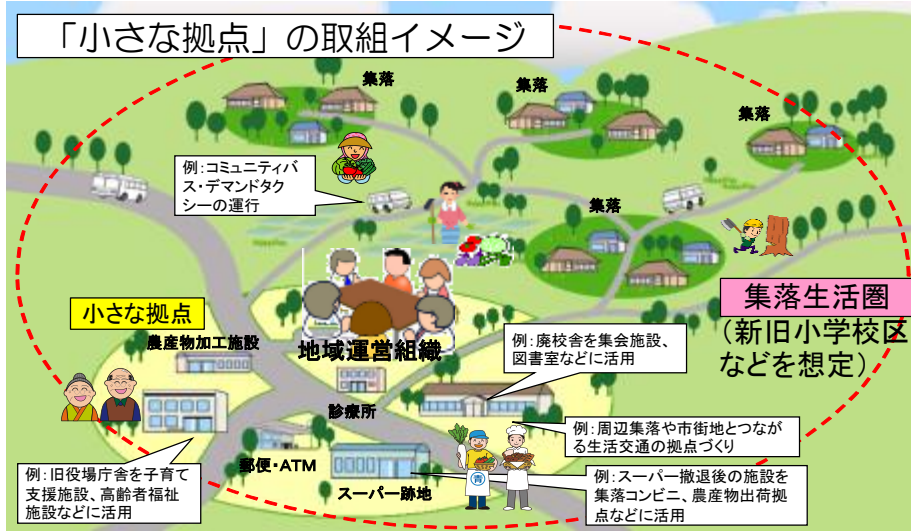 「小さな拠点」の取組イメージ
集落
集落
集落
例:コミュニティバ
ス・デマンドタク
シーの運行
集落
集落生活圏
(新旧小学校区
などを想定)
小さな拠点
農産物加工施設
地域運営組織
例:廃校舎を集会施設、
図書室などに活用
診療所
例:周辺集落や市街地とつなが
る生活交通の拠点づくり
郵便・ATM
スーパー跡地
青
例:旧役場庁舎を子育て
支援施設、高齢者福祉
施設などに活用
例:スーパー撤退後の施設を
集落コンビニ、農産物出荷拠
点などに活用